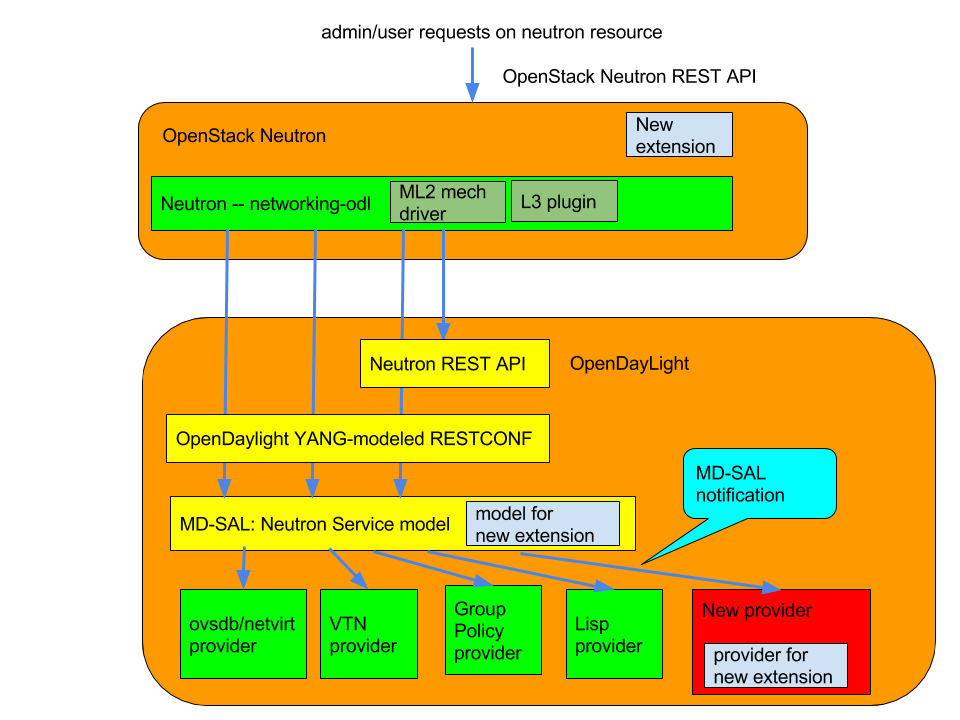 admin/user requests on neutron resource
OpenStack Neutron REST API
OpenStack Neutron
New
extension
Neutron -- networking-odl
ML2 mech
driver
L3 plugin
Neutron REST API
OpenDayLight
OpenDaylight YANG-modeled RESTCONF
MD-SAL
notification
MD-SAL: Neutron Service model
model for
new extension
ovsdb/netvirt
provider
VTN
provider
Group
Policy
provider
Lisp
provider
New provider
provider for
new extension